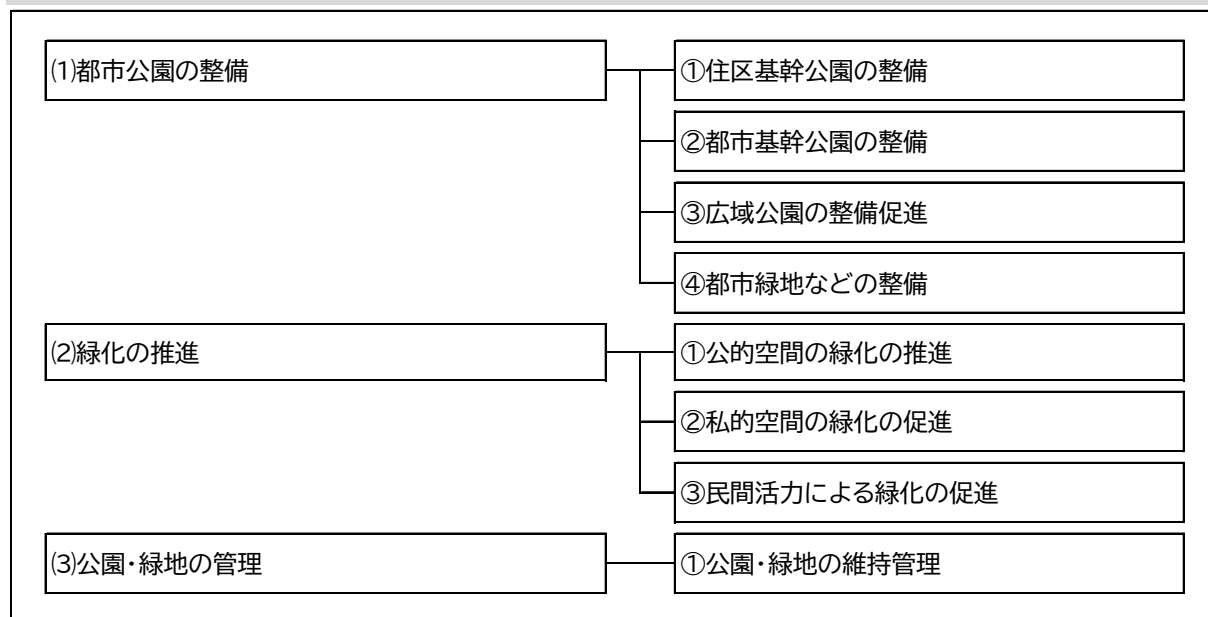 ⑴都市公園の整備
①住区基幹公園の整備
②都市基幹公園の整備
③広域公園の整備促進
④都市緑地などの整備
⑵緑化の推進
①公的空間の緑化の推進
②私的空間の緑化の促進
③民間活力による緑化の促進
⑶公園・緑地の管理
①公園・緑地の維持管理